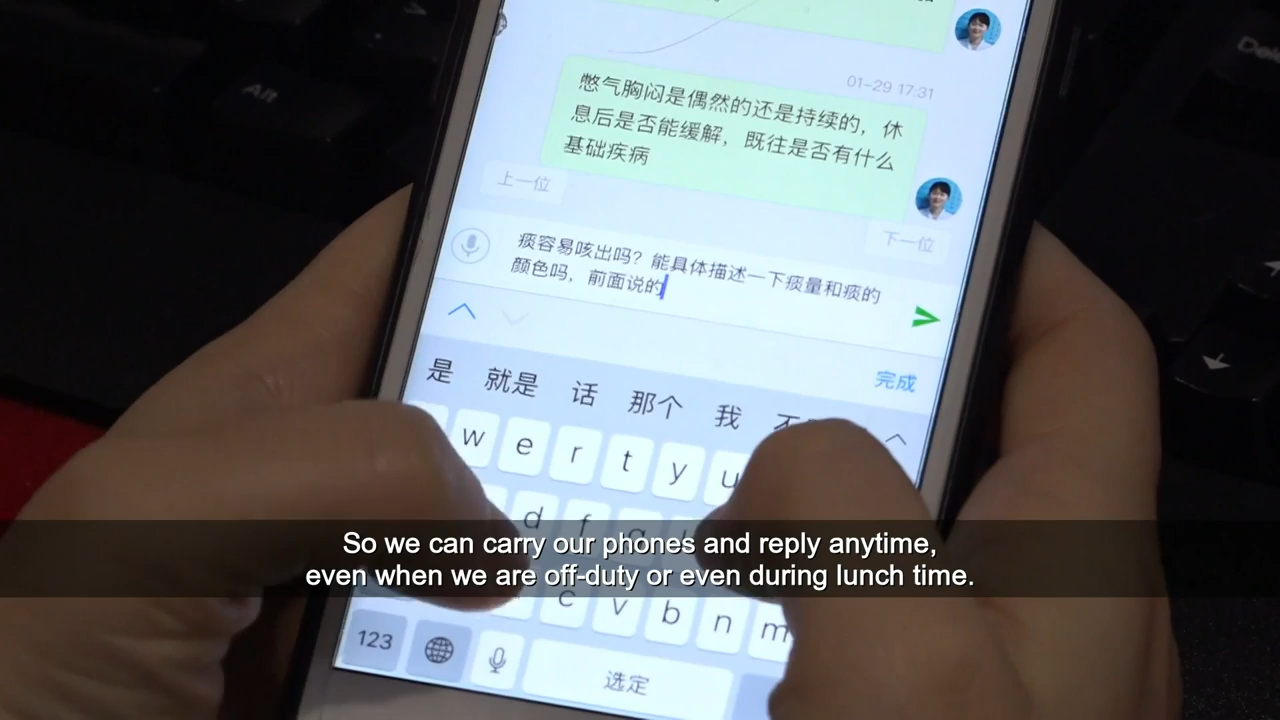 01-29 17:31
憋气胸闷是偶然的还是持续的，休
息后是否能缓解，既往是否有什么
基础疾病
上一位
下一位
痰容易咳出吗？能具体描述一下痰量和痰的
颜色吗，前面说的
完成
是 就是 话 那个 我 不
w e r t y u
d f g
c v b n m
123 选定
Alt
So we can carry our phones and reply anytime,
even when we are off-duty or even during lunch time.